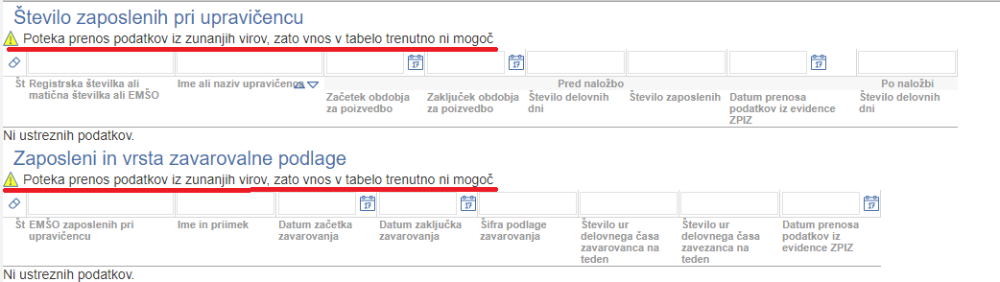 Število zaposlenih pri upravičencu
Poteka prenos podatkov iz zunanjih virov, zato vnos v tabelo trenutno ni mogoč
17 17 17
Št Registrska številka ali matična številka ali EMŠO Ime ali naziv upravičenca Pred naložbo Po naložbi
Začetek obdobja za poizvedbo Zaključek obdobja za poizvedbo Število delovnih dni Število zaposlenih Datum prenosa podatkov iz evidence ZPIZ Število delovnih dni
Ni ustreznih podatkov.
Zaposleni in vrsta zavarovalne podlage
Poteka prenos podatkov iz zunanjih virov, zato vnos v tabelo trenutno ni mogoč
17 17 17
Št EMŠO zaposlenih pri upravičencu Ime in priimek Datum začetka zavarovanja Datum zaključka zavarovanja Šifra podlage zavarovanja Število ur delovnega časa zavarovanca na teden Število ur delovnega časa zavezanca na teden Datum prenosa podatkov iz evidence ZPIZ
Ni ustreznih podatkov.